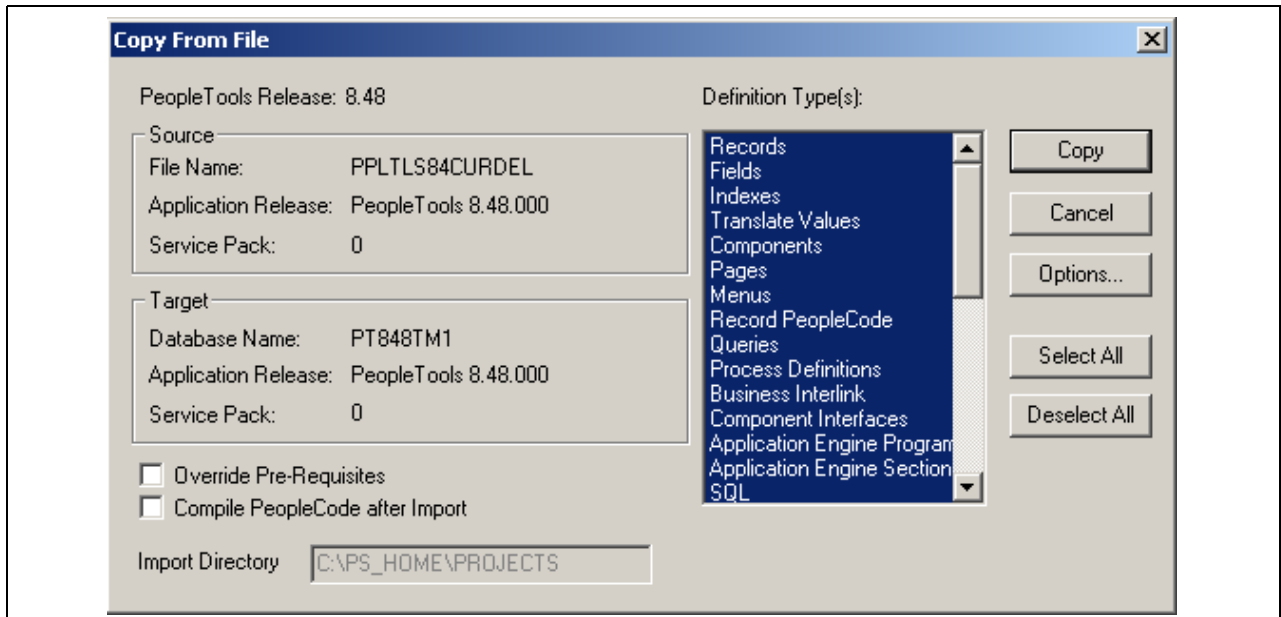 Copy From File
PeopleTools Release: 8.48
Source
File Name: PPLTLS84CURDEL
Application Release: PeopleTools 8.48.000
Service Pack: 0
Target
Database Name: PT848TM1
Application Release: PeopleTools 8.48.000
Service Pack: 0
Override Pre-Requisites
Compile PeopleCode after Import
Import Directory C:\PS_HOME\PROJECTS
Definition Type(s):
Records
Fields
Indexes
Translate Values
Components
Pages
Menus
Record PeopleCode
Queries
Process Definitions
Business Interlink
Component Interfaces
Application Engine Program
Application Engine Section
SQL
Copy
Cancel
Options...
Select All
Deselect All